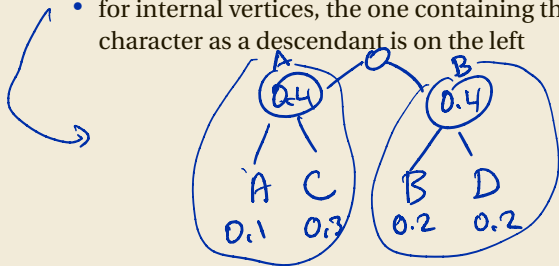 • for internal vertices, the one containing th
character as a descendant is on the left
A B
0.4 0.4
A C B D
0.1 0.3 0.2 0.2